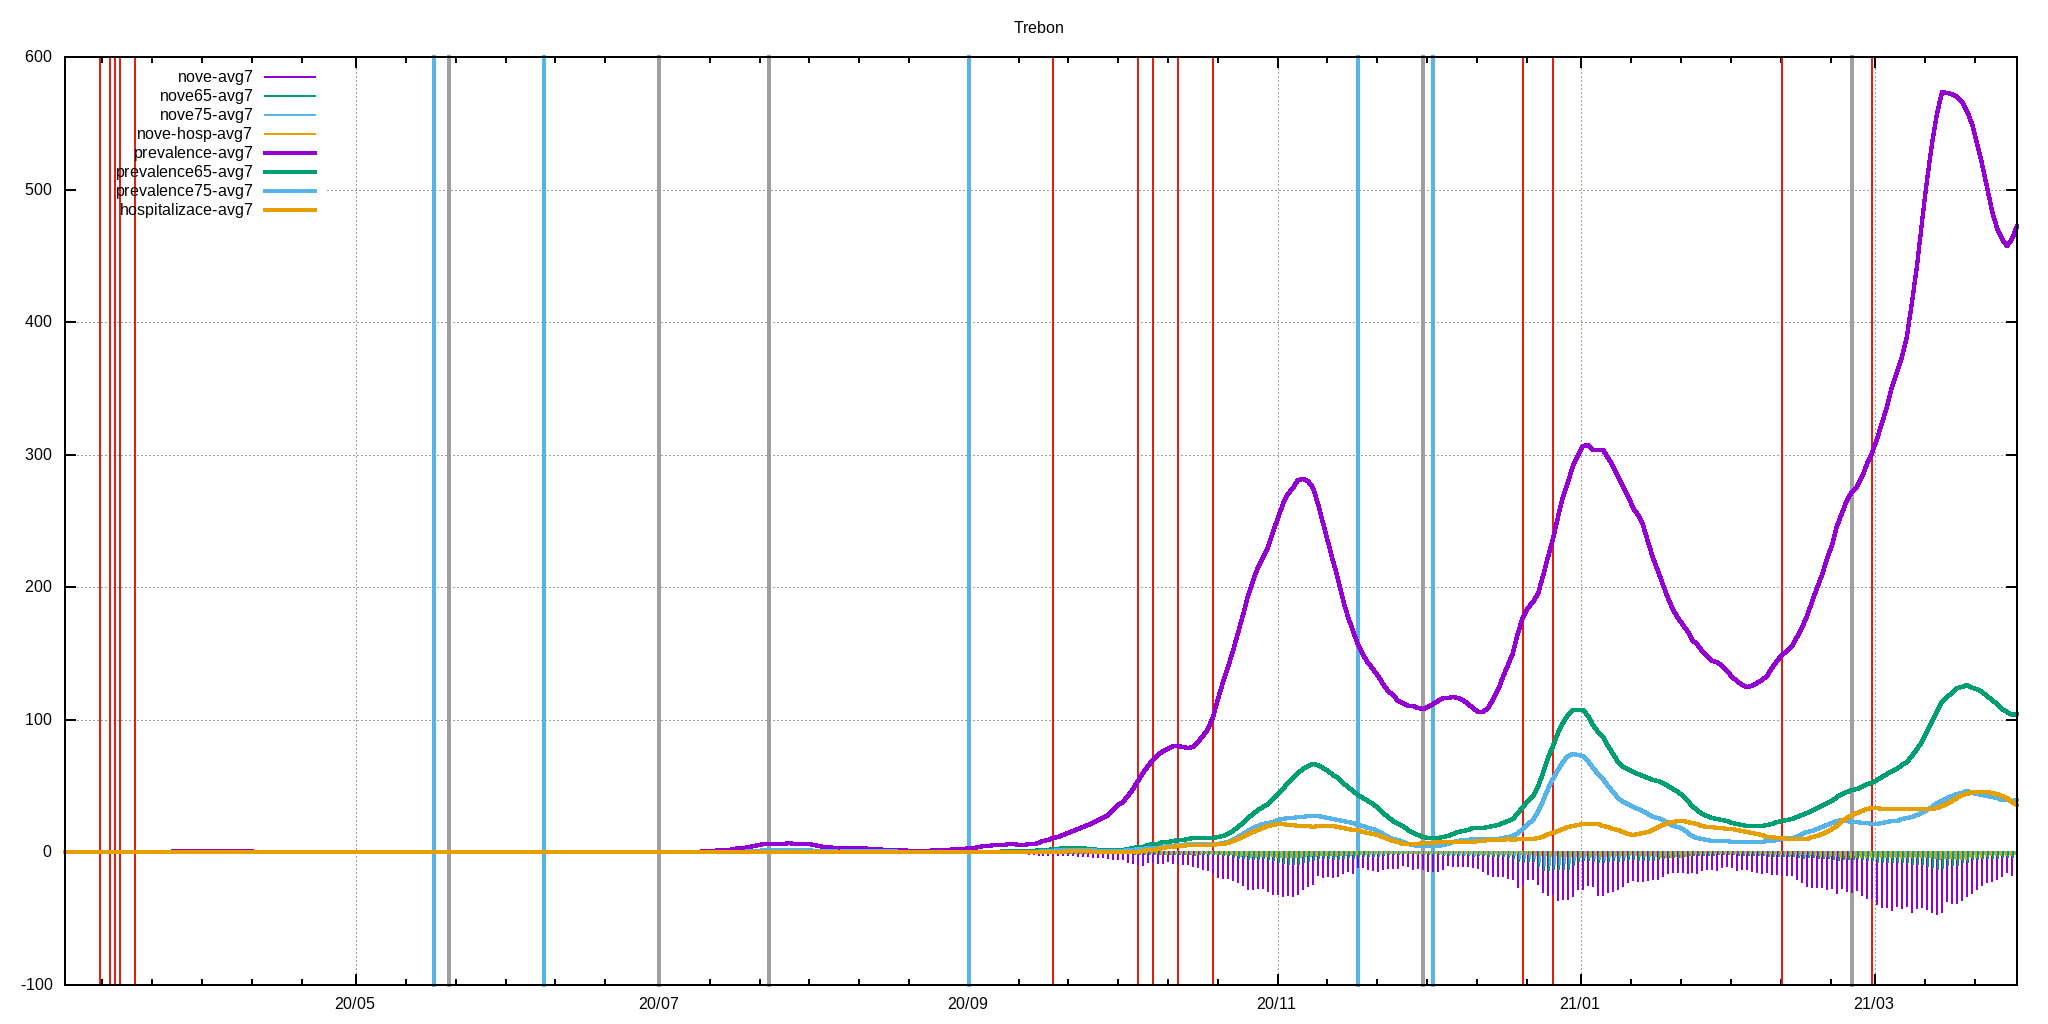 Trebon
600
500
400
300
200
100
0
-100
nove-avg7
nove65-avg7
nove75-avg7
nove-hosp-avg7
prevalence-avg7
prevalence65-avg7
prevalence75-avg7
hospitalizace-avg7
20/05
20/07
20/09
20/11
21/01
21/03